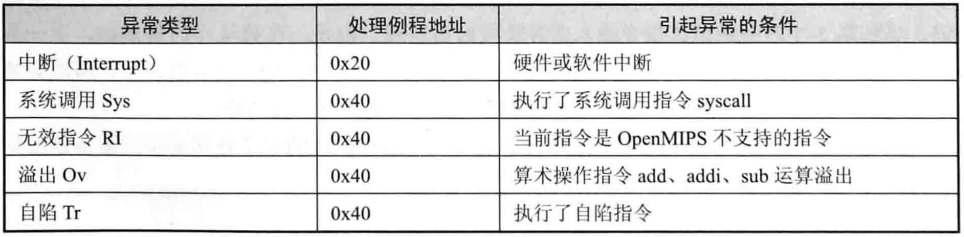 异常类型 处理例程地址 引起异常的条件
中断（Interrupt） 0x20 硬件或软件中断
系统调用 Sys 0x40 执行了系统调用指令 syscall
无效指令 RI 0x40 当前指令是 OpenMIPS 不支持的指令
溢出 Ov 0x40 算术操作指令 add、addi、sub 运算溢出
自陷 Tr 0x40 执行了自陷指令